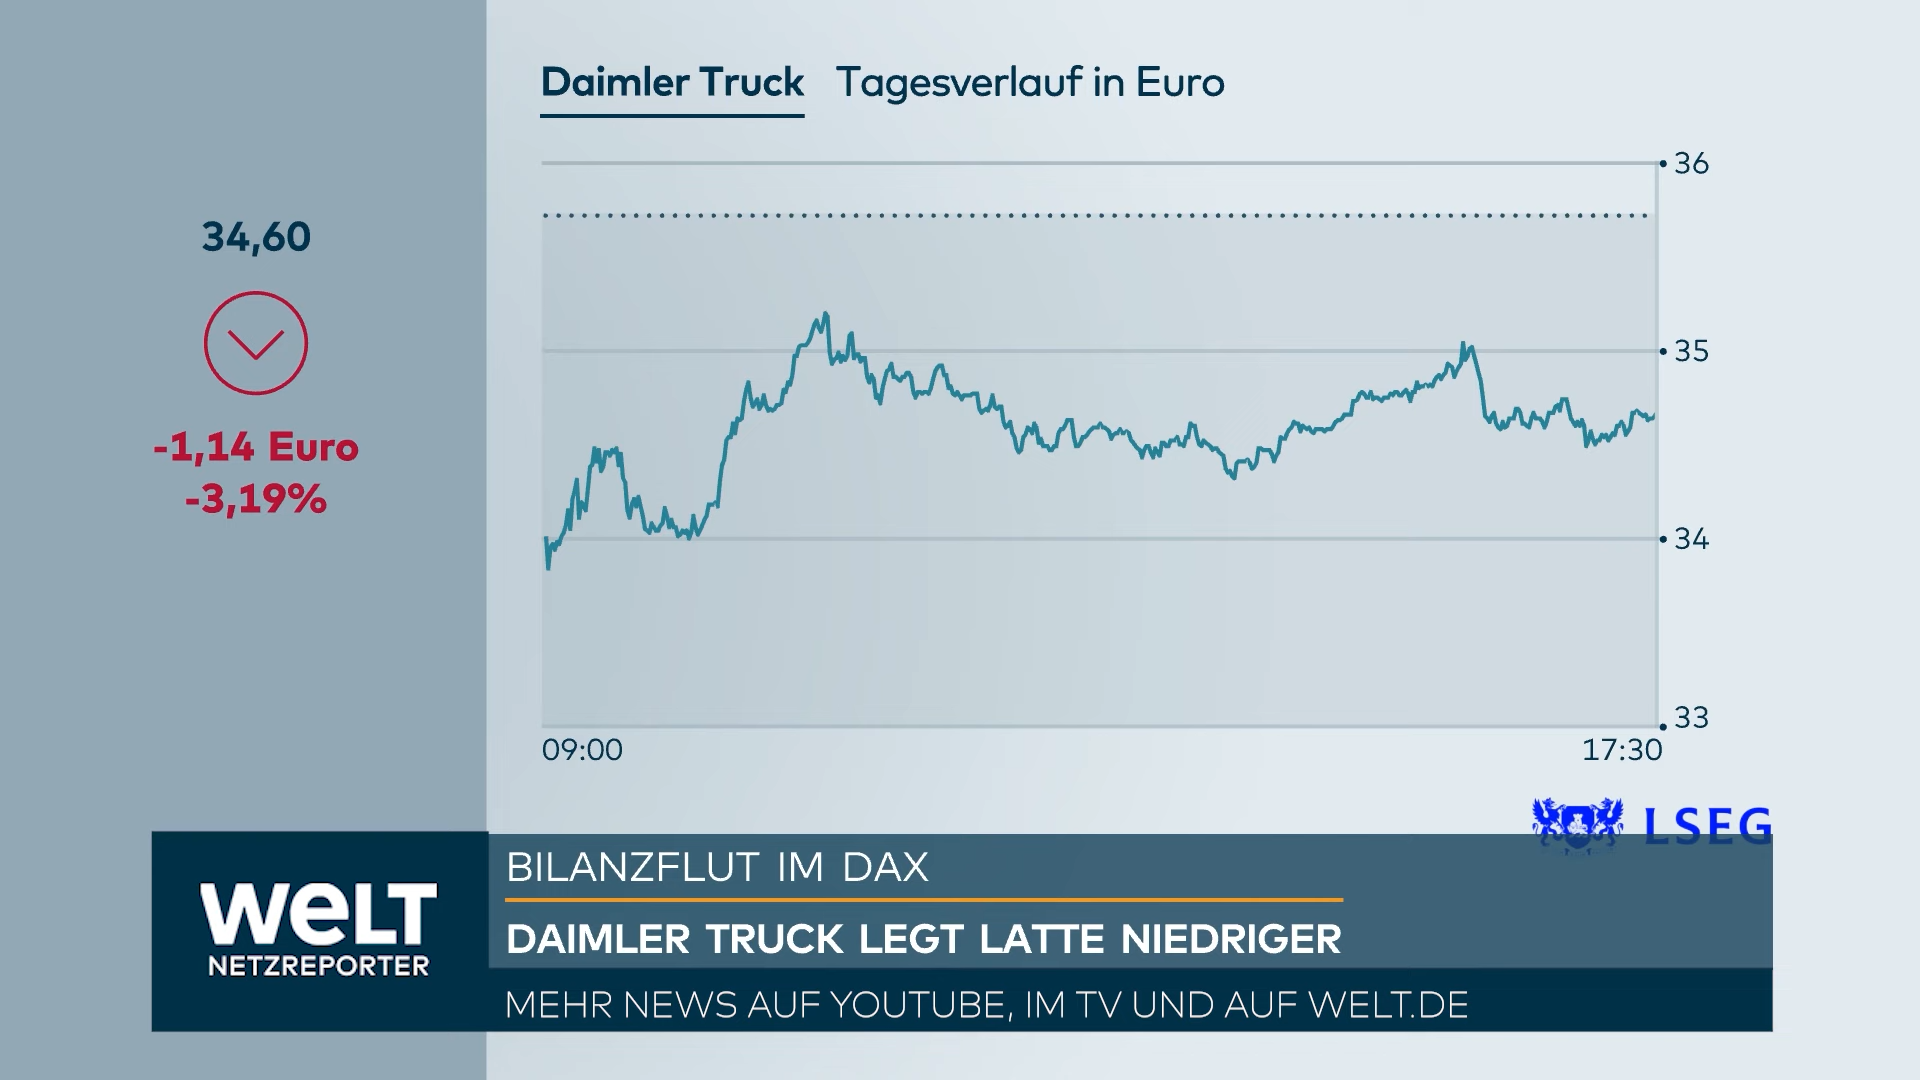 Daimler Truck Tagesverlauf in Euro
36
34,60
35
-1,14 Euro
-3,19%
34
33
09:00 17:30
LSEG
BILANZFLUT IM DAX
WELT
NETZREPORTER
DAIMLER TRUCK LEGT LATTE NIEDRIGER
MEHR NEWS AUF YOUTUBE, IM TV UND AUF WELT.DE